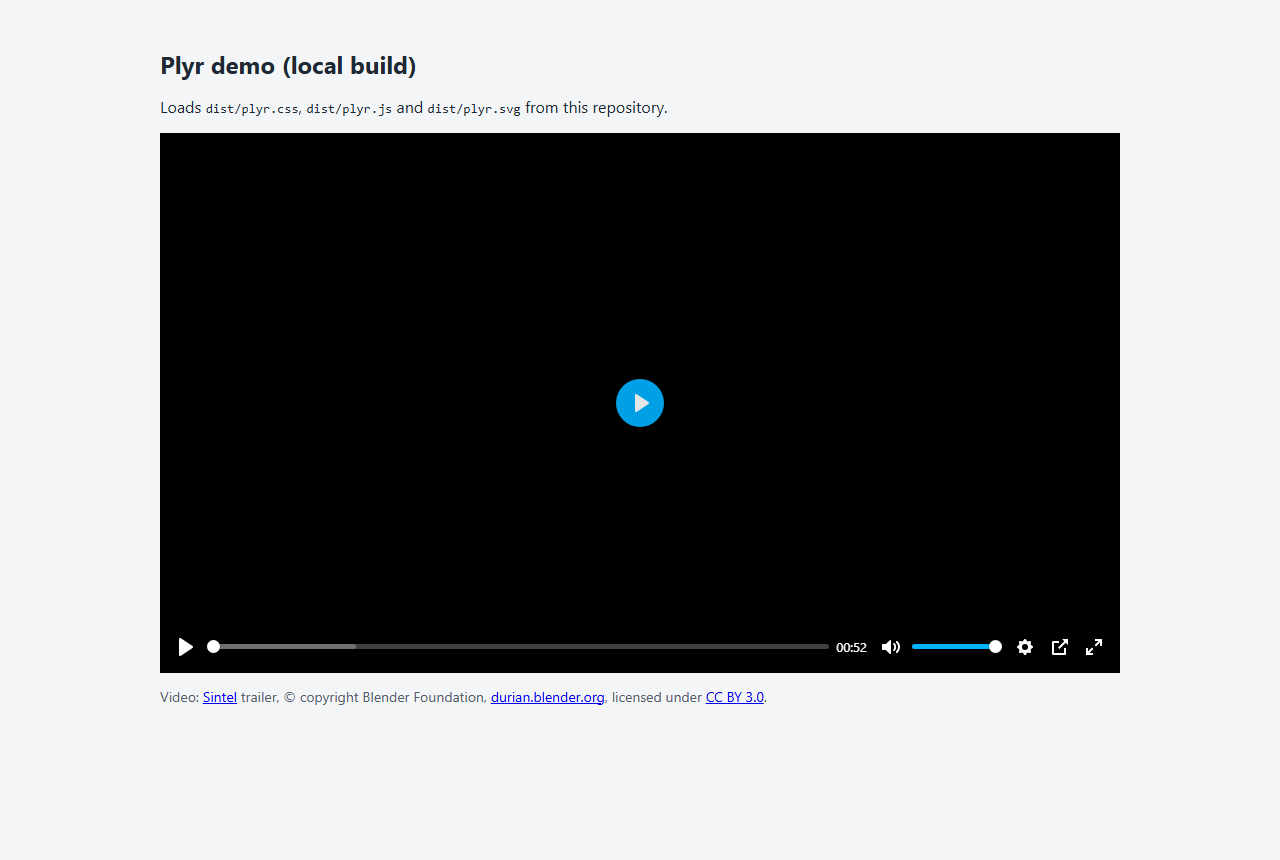 Plyr demo (local build)
Loads dist/plyr.css, dist/plyr.js and dist/plyr.svg from this repository.
00:52
Video: Sintel trailer, © copyright Blender Foundation, durian.blender.org, licensed under CC BY 3.0.